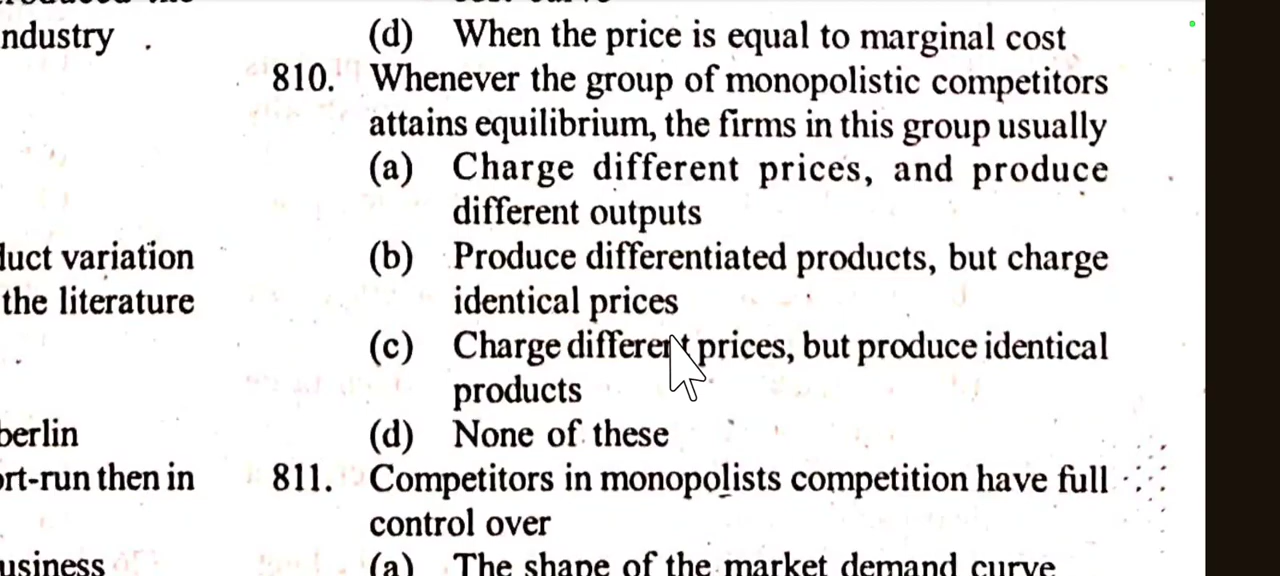 ndustry .
luct variation
the literature
berlin
rt-run then in
usiness
(d) When the price is equal to marginal cost
810. Whenever the group of monopolistic competitors
attains equilibrium, the firms in this group usually
(a) Charge different prices, and produce
different outputs
(b) Produce differentiated products, but charge
identical prices
(c) Charge different prices, but produce identical
products
(d) None of these
811. Competitors in monopolists competition have full
control over
(a) The shape of the market demand curve